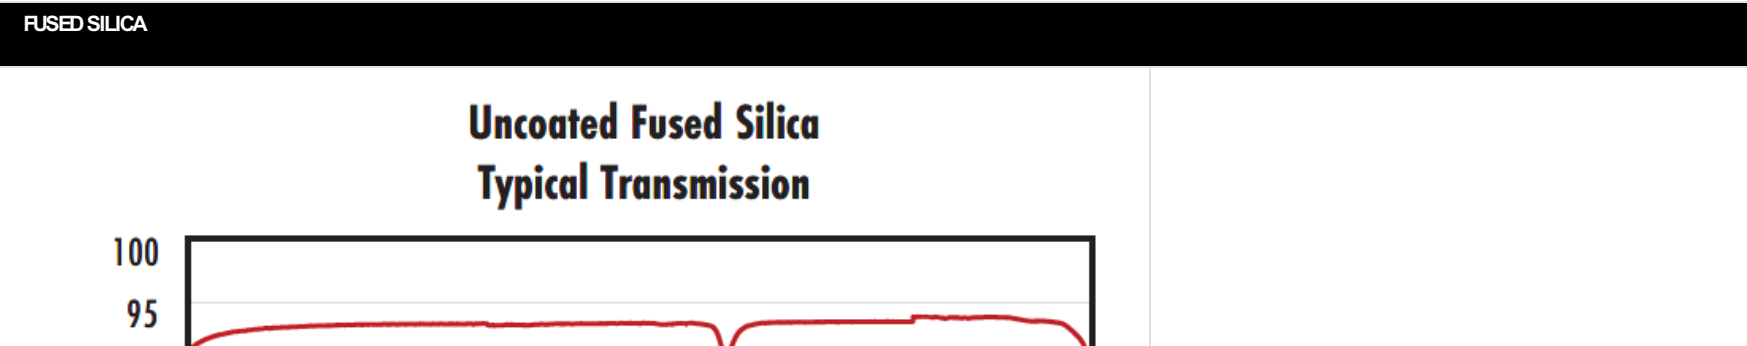 FUSED SILICA
Uncoated Fused Silica
Typical Transmission
100
95